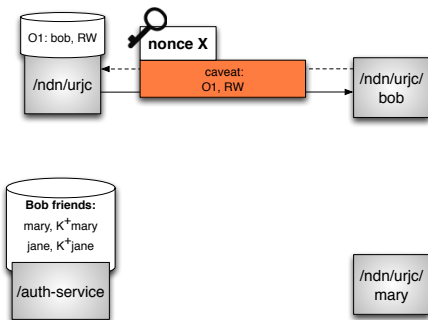 O1: bob, RW
/ndn/urjc
nonce X
caveat:
O1, RW
/ndn/urjc/
bob
Bob friends:
mary, K+mary
jane, K+jane
/auth-service
/ndn/urjc/
mary